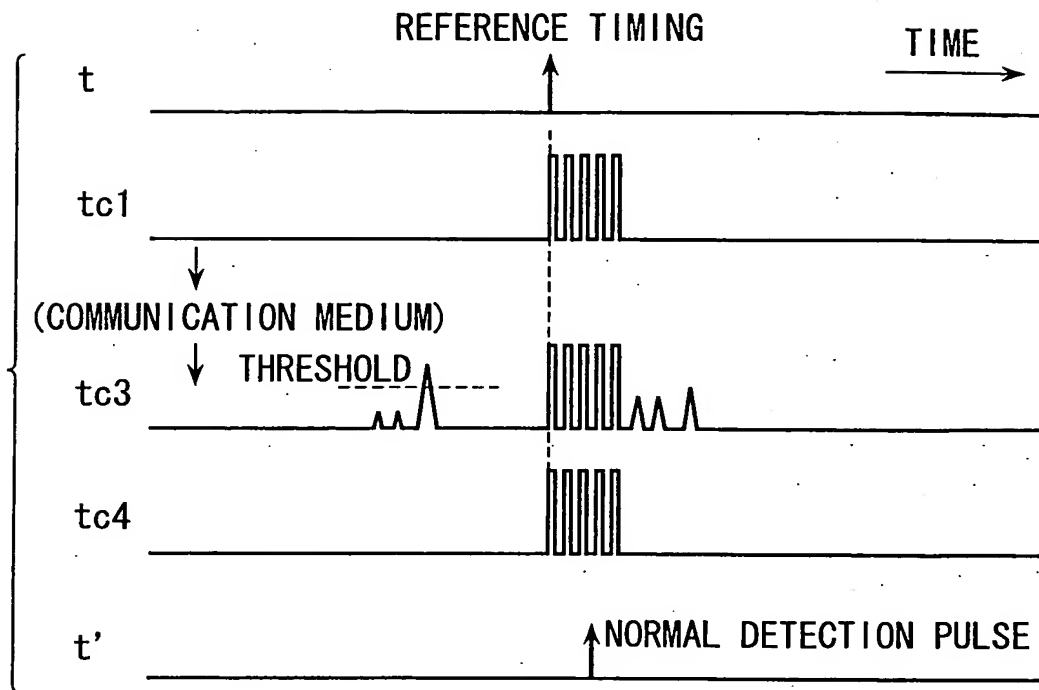 REFERENCE TIMING
TIME
t
tc1
(COMMUNICATION MEDIUM)
THRESHOLD
tc3
tc4
t'
NORMAL DETECTION PULSE